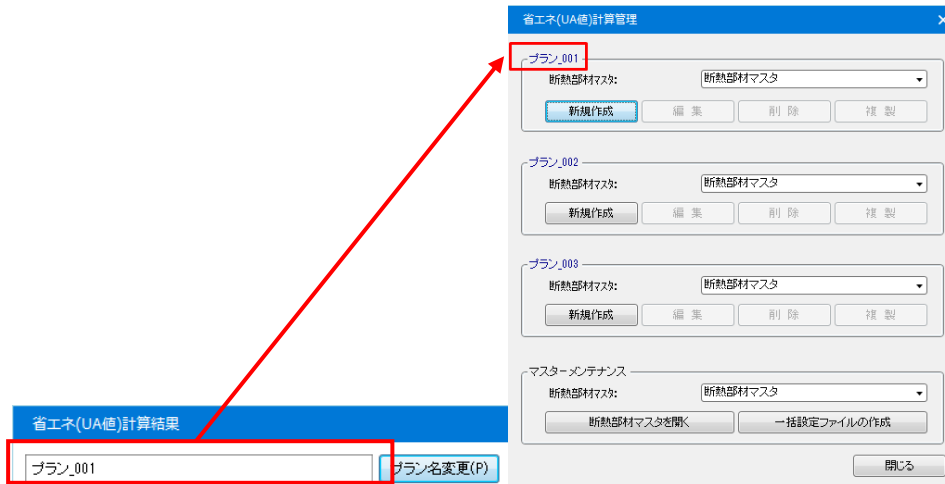 省エネ(UA値)計算管理
プラン_001
断熱部材マスタ: 断熱部材マスタ
新規作成 編 集 削 除 複 製
プラン_002
断熱部材マスタ: 断熱部材マスタ
新規作成 編 集 削 除 複 製
プラン_003
断熱部材マスタ: 断熱部材マスタ
新規作成 編 集 削 除 複 製
マスターメンテナンス
断熱部材マスタ: 断熱部材マスタ
断熱部材マスタを開く 一括設定ファイルの作成
閉じる
省エネ(UA値)計算結果
プラン_001 プラン名変更(P)